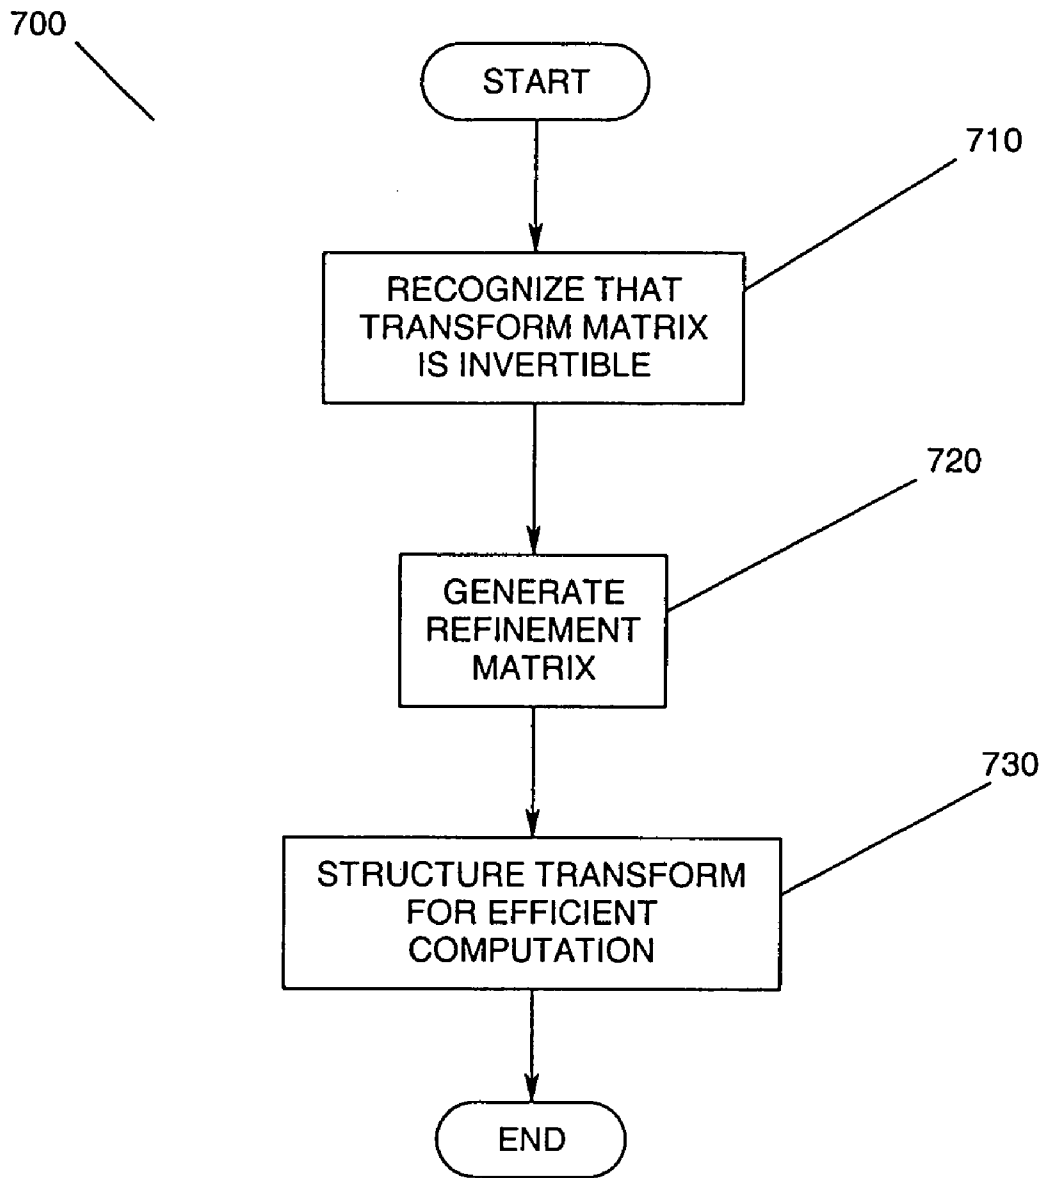 700
START
710
RECOGNIZE THAT
TRANSFORM MATRIX
IS INVERTIBLE
720
GENERATE
REFINEMENT
MATRIX
730
STRUCTURE TRANSFORM
FOR EFFICIENT
COMPUTATION
END